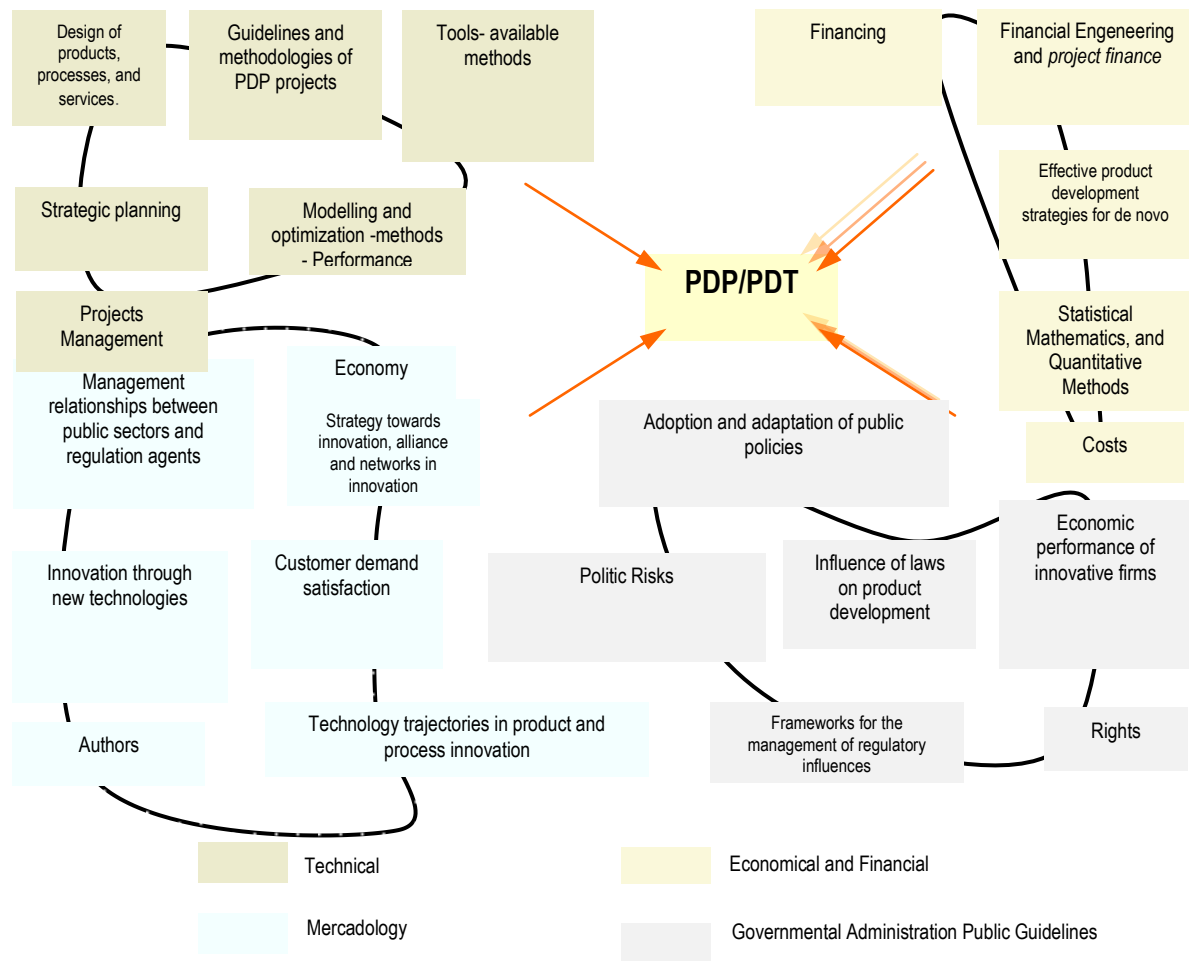 Design of
products,
processes, and
services.
Guidelines and
methodologies of
PDP projects
Tools- available
methods
Strategic planning
Modelling and
optimization -methods
- Performance
Projects
Management
Financing
Financial Engeneering
and project finance
Effective product
development
strategies for de novo
Statistical
Mathematics, and
Quantitative
Methods
Costs
PDP/PDT
Management
relationships between
public sectors and
regulation agents
Economy
Strategy towards
innovation, alliance
and networks in
innovation
Innovation through
new technologies
Customer demand
satisfaction
Authors
Technology trajectories in product and
process innovation
Adoption and adaptation of public
policies
Politic Risks
Influence of laws
on product
development
Economic
performance of
innovative firms
Frameworks for the
management of regulatory
influences
Rights
Technical
Economical and Financial
Mercadology
Governmental Administration Public Guidelines